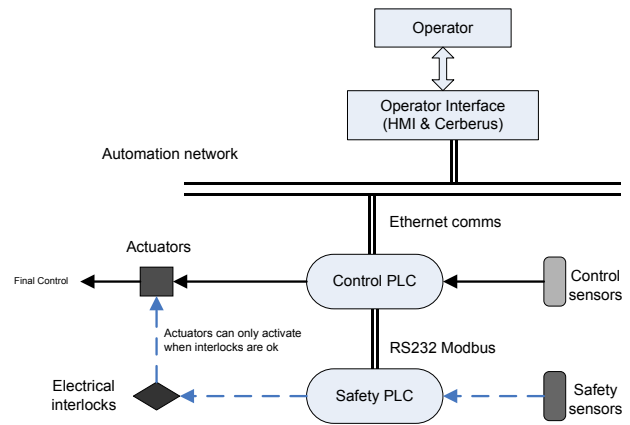 Operator
Operator Interface
(HMI & Cerberus)
Automation network
Ethernet comms
Actuators
Final Control
Control PLC
Control
sensors
Actuators can only activate
when interlocks are ok
RS232 Modbus
Electrical
interlocks
Safety PLC
Safety
sensors